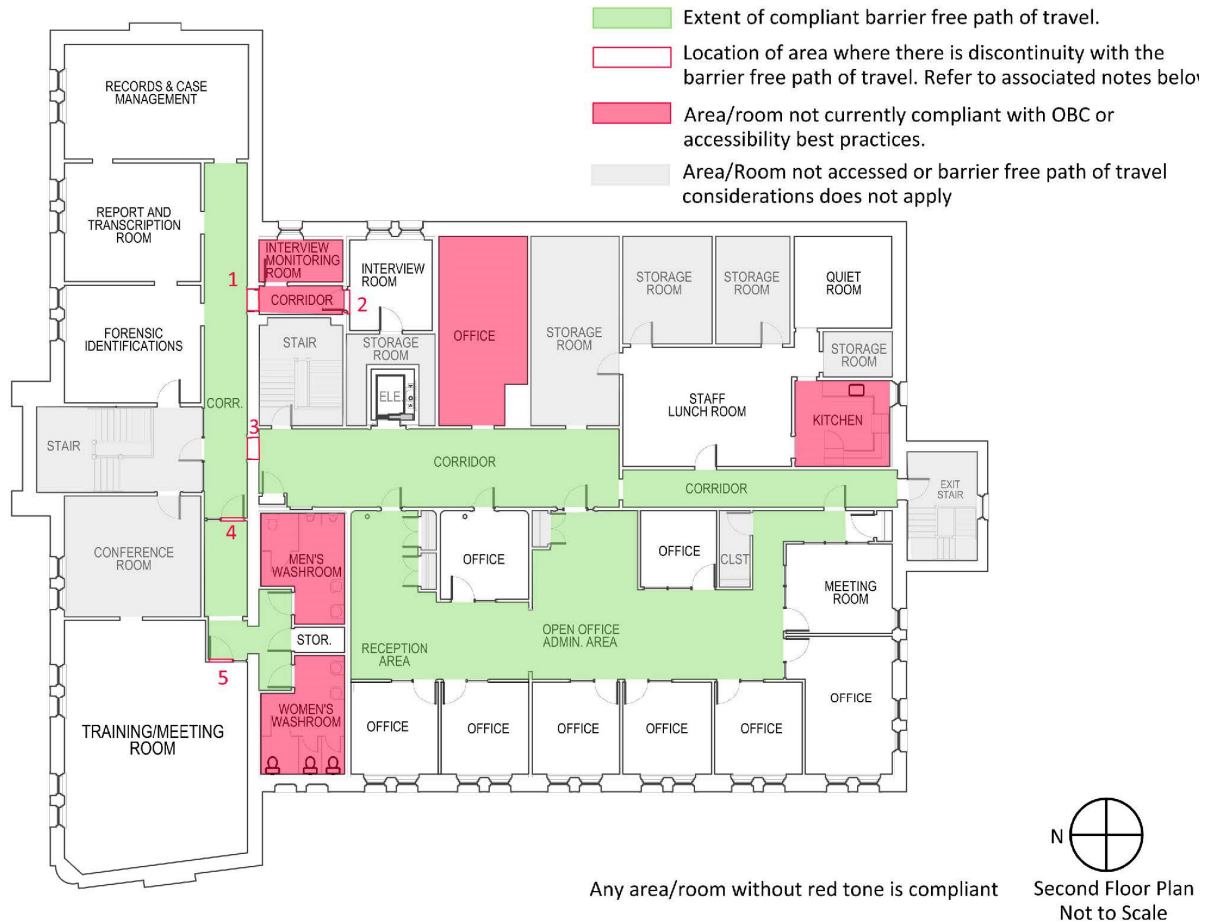 Extent of compliant barrier free path of travel.
Location of area where there is discontinuity with the
barrier free path of travel. Refer to associated notes belo
Area/room not currently compliant with OBC or
accessibility best practices.
Area/Room not accessed or barrier free path of travel
considerations does not apply
RECORDS & CASE
MANAGEMENT
REPORT AND
TRANSCRIPTION
ROOM
1
INTERVIEW
MONITORING
ROOM
INTERVIEW
ROOM
CORRIDOR
2
OFFICE
STORAGE
ROOM
STORAGE
ROOM
STORAGE
ROOM
QUIET
ROOM
FORENSIC
IDENTIFICATIONS
STAIR
STORAGE
ROOM
ELE.
STORAGE
ROOM
STAFF
LUNCH ROOM
KITCHEN
CORR.
3
STAIR
CORRIDOR
CORRIDOR
EXIT
STAIR
4
CONFERENCE
ROOM
MEN'S
WASHROOM
OFFICE
OFFICE
CLST
MEETING
ROOM
STOR.
RECEPTION
AREA
OPEN OFFICE
ADMIN. AREA
5
TRAINING/MEETING
ROOM
WOMEN'S
WASHROOM
OFFICE
OFFICE
OFFICE
OFFICE
OFFICE
OFFICE
N
Any area/room without red tone is compliant
Second Floor Plan
Not to Scale